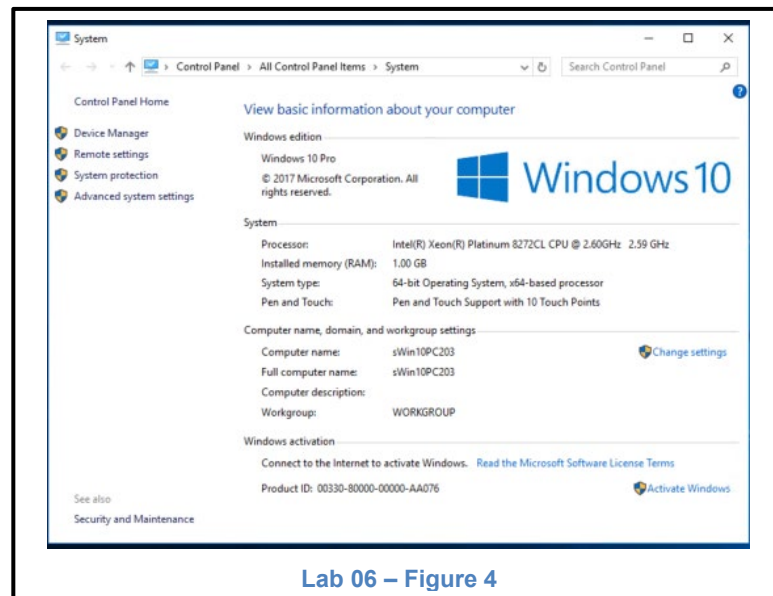 System
Control Panel > All Control Panel Items > System
Search Control Panel
Control Panel Home
Device Manager
Remote settings
System protection
Advanced system settings
View basic information about your computer
Windows edition
Windows 10 Pro
© 2017 Microsoft Corporation. All
rights reserved.
Windows 10
System
Processor: Intel(R) Xeon(R) Platinum 8272CL CPU @ 2.60GHz 2.59 GHz
Installed memory (RAM): 1.00 GB
System type: 64-bit Operating System, x64-based processor
Pen and Touch: Pen and Touch Support with 10 Touch Points
Computer name, domain, and workgroup settings
Computer name: sWin10PC203
Change settings
Full computer name: sWin10PC203
Computer description:
Workgroup: WORKGROUP
Windows activation
Connect to the Internet to activate Windows. Read the Microsoft Software License Terms
Product ID: 00330-80000-00000-AA076
Activate Windows
See also
Security and Maintenance
Lab 06 – Figure 4